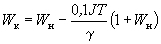 Wк = Wн − 0,1JT/γ (1 + Wн)